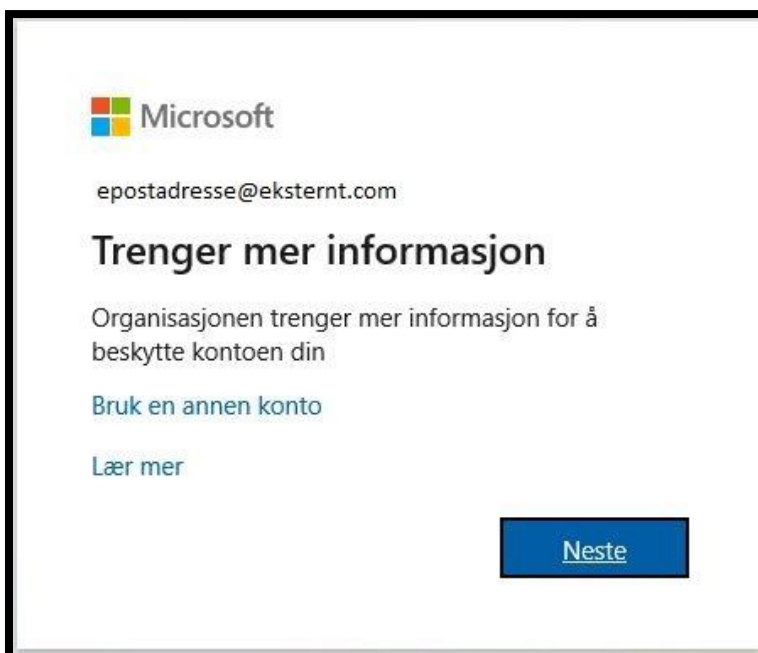 Microsoft
epostadresse@eksternt.com
Trenger mer informasjon
Organisasjonen trenger mer informasjon for å
beskytte kontoen din
Bruk en annen konto
Lær mer
Neste